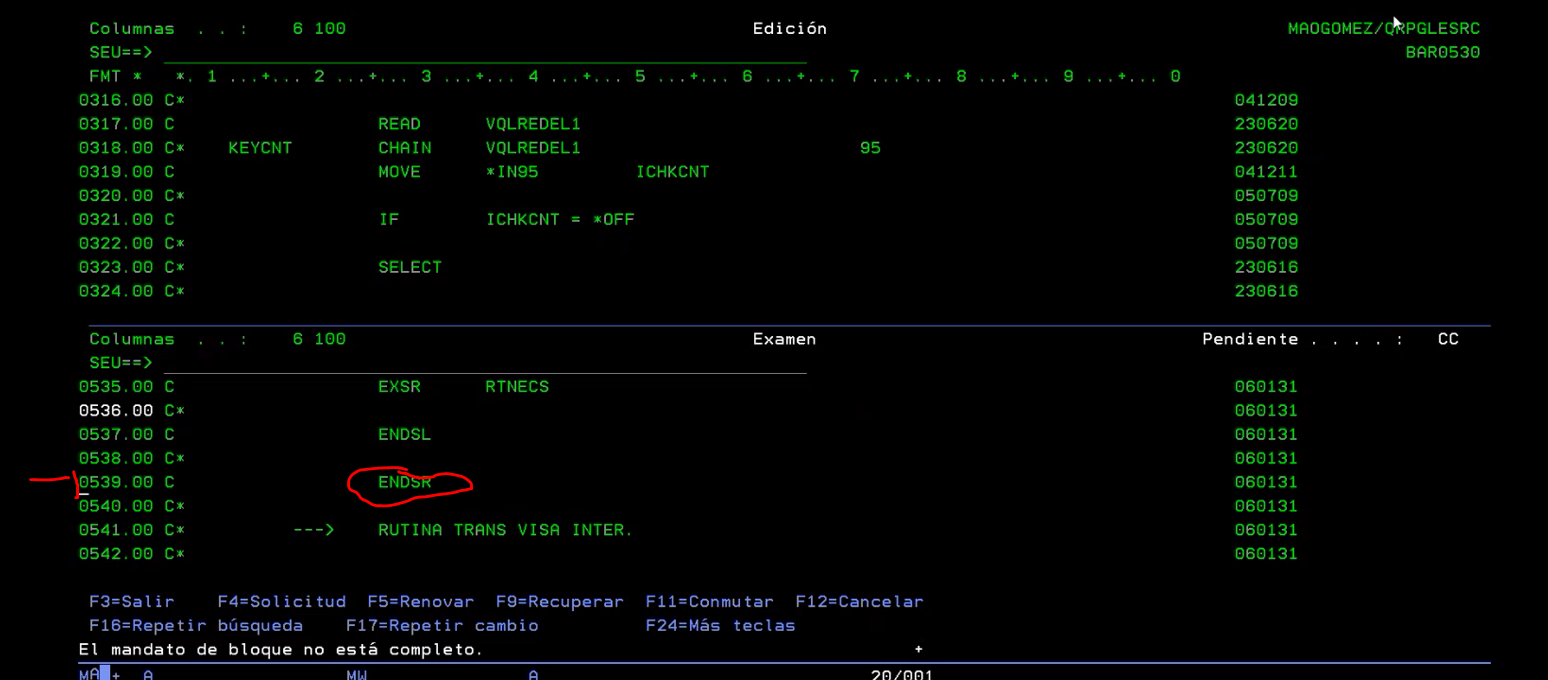 Columnas . . : 6 100 Edición MAOGOMEZ/QRPGLESRC
SEU==> BAR0530
FMT * *. 1 ...+... 2 ...+... 3 ...+... 4 ...+... 5 ...+... 6 ...+... 7 ...+... 8 ...+... 9 ...+... 0
0316.00 C* 041209
0317.00 C READ VQLREDEL1 230620
0318.00 C* KEYCNT CHAIN VQLREDEL1 95 230620
0319.00 C MOVE *IN95 ICHKCNT 041211
0320.00 C* 050709
0321.00 C IF ICHKCNT = *OFF 050709
0322.00 C* 050709
0323.00 C* SELECT 230616
0324.00 C* 230616
Columnas . . : 6 100 Examen Pendiente . . . . : CC
SEU==>
0535.00 C EXSR RTNECS 060131
0536.00 C* 060131
0537.00 C ENDSL 060131
0538.00 C* 060131
0539.00 C ENDSR 060131
0540.00 C* 060131
0541.00 C* ---> RUTINA TRANS VISA INTER. 060131
0542.00 C* 060131
F3=Salir F4=Solicitud F5=Renovar F9=Recuperar F11=Conmutar F12=Cancelar
F16=Repetir búsqueda F17=Repetir cambio F24=Más teclas
El mandato de bloque no está completo. +
MA + A MW A 20/001